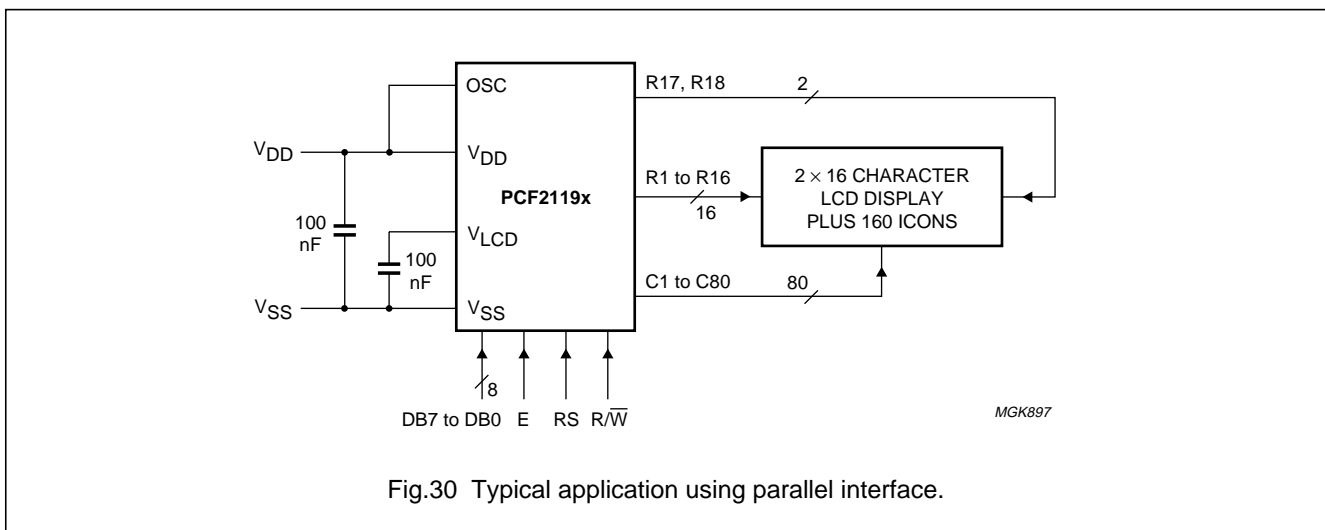 OSC
R17, R18
2
VDD
VDD
R1 to R16
16
PCF2119x
2 × 16 CHARACTER
LCD DISPLAY
PLUS 160 ICONS
100
nF
VLCD
100
nF
C1 to C80
80
VSS
VSS
8
DB7 to DB0 E RS R/W̅
MGK897
Fig.30 Typical application using parallel interface.